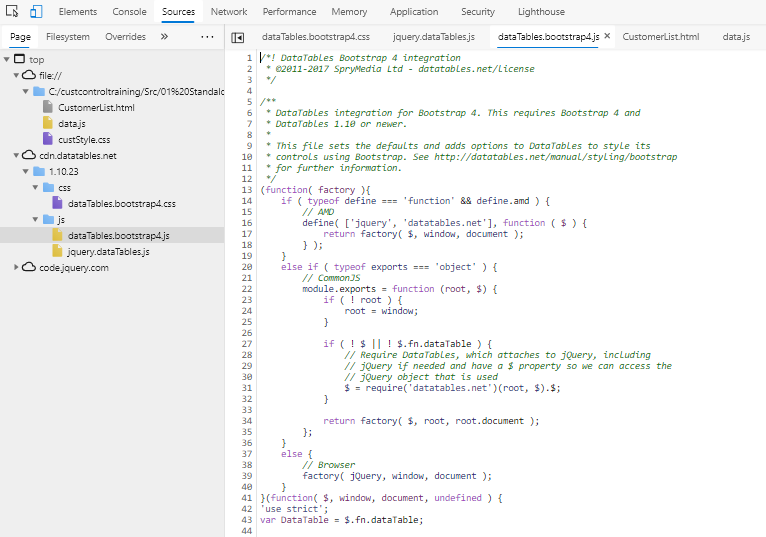 Elements Console Sources Network Performance Memory Application Security Lighthouse
Page Filesystem Overrides » ⋯
dataTables.bootstrap4.css jquery.dataTables.js dataTables.bootstrap4.js × CustomerList.html data.js
top
file://
C:/custcontroltraining/Src/01%20Standalc
CustomerList.html
data.js
custStyle.css
cdn.datatables.net
1.10.23
css
dataTables.bootstrap4.css
js
dataTables.bootstrap4.js
jquery.dataTables.js
code.jquery.com
1 /*! DataTables Bootstrap 4 integration
2  * ©2011-2017 SpryMedia Ltd - datatables.net/license
3  */
4
5 /**
6  * DataTables integration for Bootstrap 4. This requires Bootstrap 4 and
7  * DataTables 1.10 or newer.
8  *
9  * This file sets the defaults and adds options to DataTables to style its
10  * controls using Bootstrap. See http://datatables.net/manual/styling/bootstrap
11  * for further information.
12  */
13 (function( factory ){
14     if ( typeof define === 'function' && define.amd ) {
15         // AMD
16         define( ['jquery', 'datatables.net'], function ( $ ) {
17             return factory( $, window, document );
18         } );
19     }
20     else if ( typeof exports === 'object' ) {
21         // CommonJS
22         module.exports = function (root, $) {
23             if ( ! root ) {
24                 root = window;
25             }
26
27             if ( ! $ || ! $.fn.dataTable ) {
28                 // Require DataTables, which attaches to jQuery, including
29                 // jQuery if needed and have a $ property so we can access the
30                 // jQuery object that is used
31                 $ = require('datatables.net')(root, $).$;
32             }
33
34             return factory( $, root, root.document );
35         };
36     }
37     else {
38         // Browser
39         factory( jQuery, window, document );
40     }
41 }(function( $, window, document, undefined ) {
42 'use strict';
43 var DataTable = $.fn.dataTable;
44